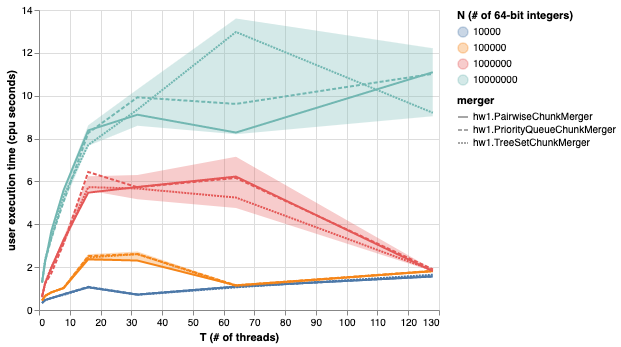 14
12
10
8
6
4
2
0
user execution time (cpu seconds)
0 10 20 30 40 50 60 70 80 90 100 110 120 130
T (# of threads)
N (# of 64-bit integers)
10000
100000
1000000
10000000
merger
hw1.PairwiseChunkMerger
hw1.PriorityQueueChunkMerger
hw1.TreeSetChunkMerger